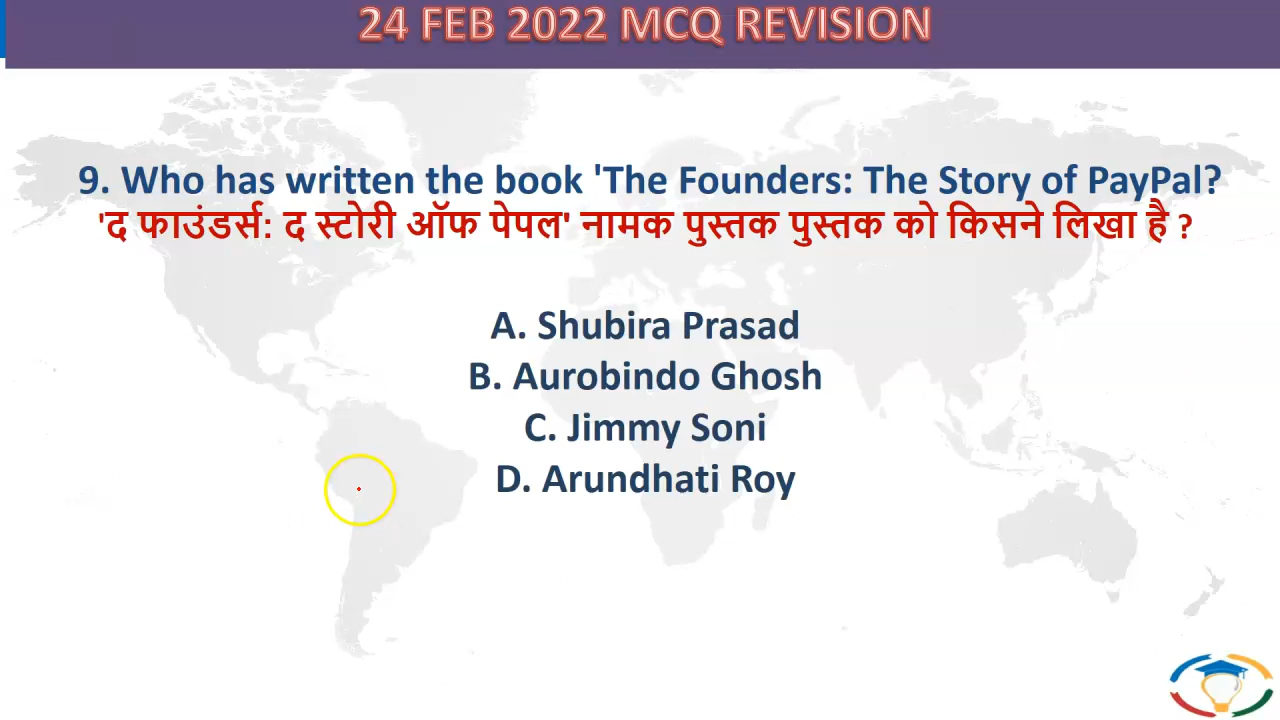 24 FEB 2022 MCQ REVISION
9. Who has written the book 'The Founders: The Story of PayPal?
'द फाउंडर्स: द स्टोरी ऑफ पेपल' नामक पुस्तक पुस्तक को किसने लिखा है ?
A. Shubira Prasad
B. Aurobindo Ghosh
C. Jimmy Soni
D. Arundhati Roy